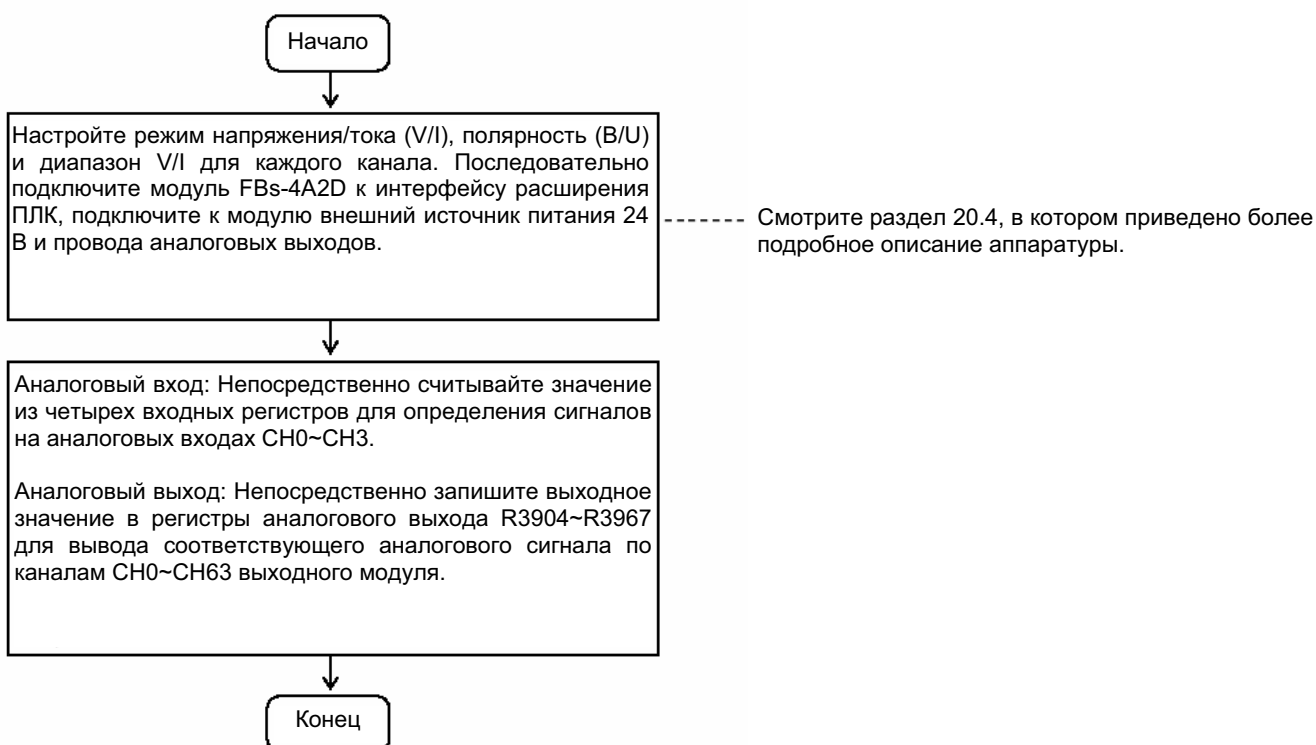 Начало
Настройте режим напряжения/тока (V/I), полярность (B/U)
и диапазон V/I для каждого канала. Последовательно
подключите модуль FBs-4A2D к интерфейсу расширения
ПЛК, подключите к модулю внешний источник питания 24
В и провода аналоговых выходов.
Смотрите раздел 20.4, в котором приведено более
подробное описание аппаратуры.
Аналоговый вход: Непосредственно считывайте значение
из четырех входных регистров для определения сигналов
на аналоговых входах CH0~CH3.
Аналоговый выход: Непосредственно запишите выходное
значение в регистры аналогового выхода R3904~R3967
для вывода соответствующего аналогового сигнала по
каналам CH0~CH63 выходного модуля.
Конец